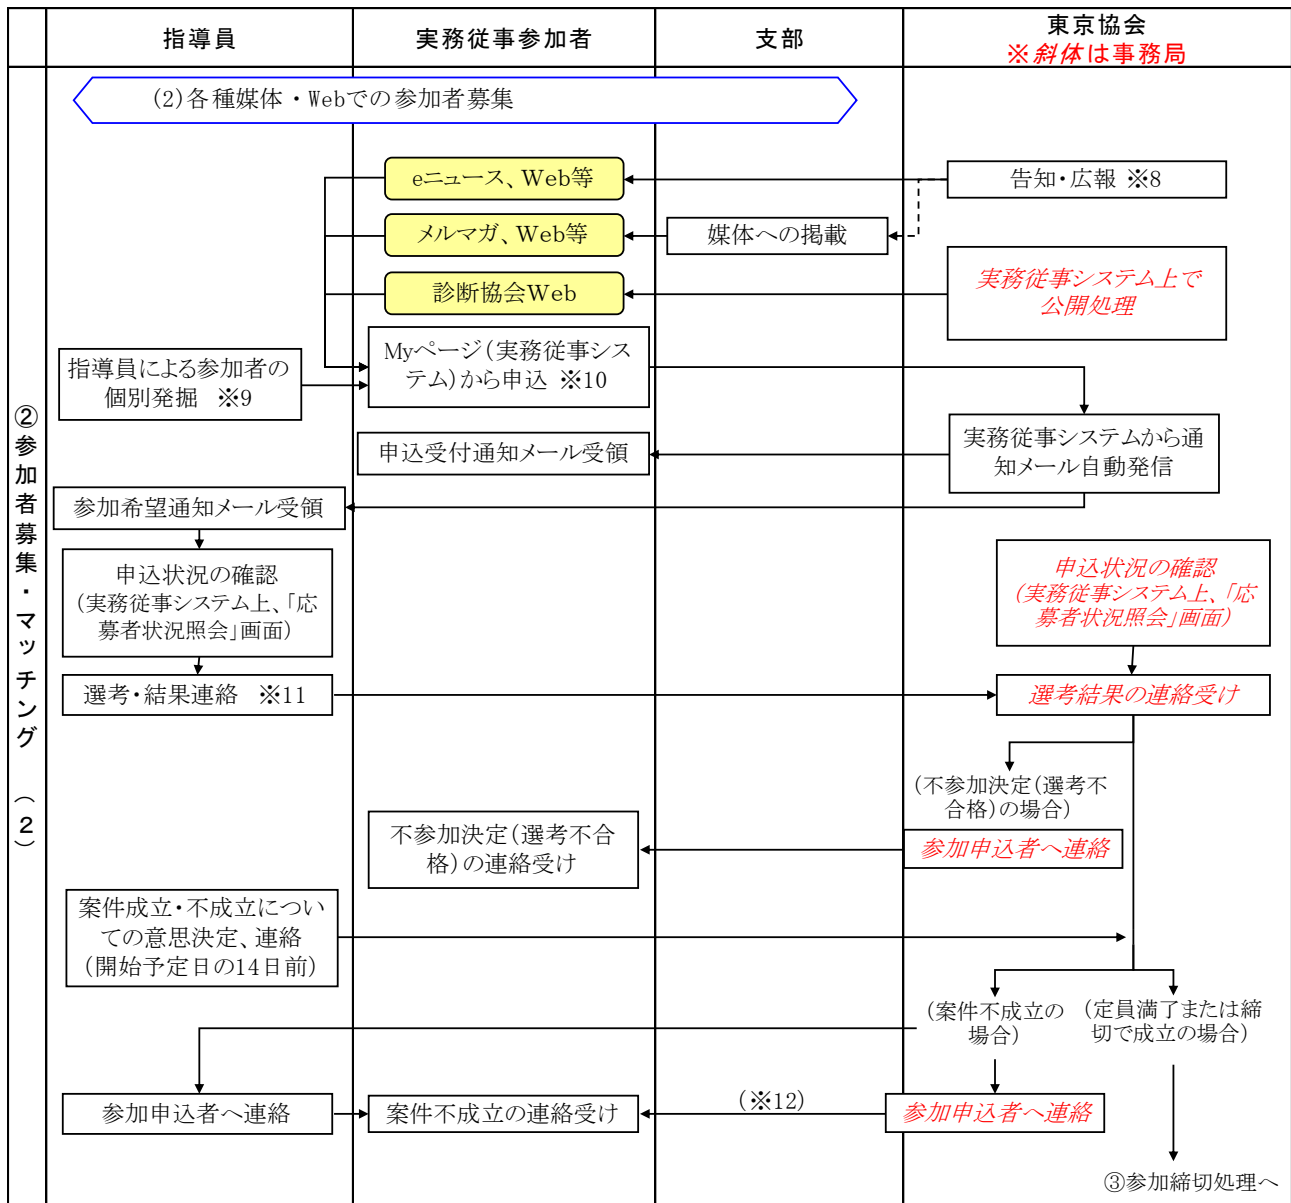 指導員
実務従事参加者
支部
東京協会
※斜体は事務局
②参加者募集・マッチング（2）
(2)各種媒体・Webでの参加者募集
eニュース、Web等
告知・広報 ※8
メルマガ、Web等
媒体への掲載
診断協会Web
実務従事システム上で
公開処理
指導員による参加者の
個別発掘 ※9
Myページ(実務従事シス
テム)から申込 ※10
申込受付通知メール受領
実務従事システムから通
知メール自動発信
参加希望通知メール受領
申込状況の確認
(実務従事システム上、「応
募者状況照会」画面)
申込状況の確認
(実務従事システム上、「応
募者状況照会」画面)
選考・結果連絡 ※11
選考結果の連絡受け
(不参加決定(選考不
合格)の場合)
不参加決定(選考不合
格)の連絡受け
参加申込者へ連絡
案件成立・不成立につい
ての意思決定、連絡
(開始予定日の14日前)
(案件不成立の
場合)
(定員満了または締
切で成立の場合)
参加申込者へ連絡
案件不成立の連絡受け
(※12)
参加申込者へ連絡
③参加締切処理へ